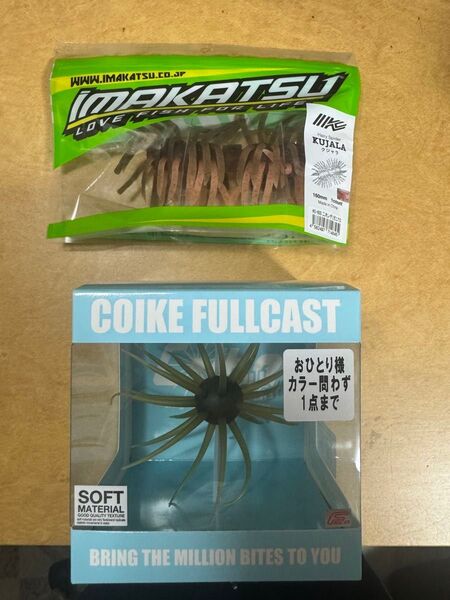 WWW.IMAKATSU.CO.JP
IMAKATSU
LOVE FISH FOR LIFE
KUJALA
クジャラ
160mm
COIKE FULLCAST
おひとり様
カラー問わず
1点まで
SOFT
MATERIAL
GOOD QUALITY TEXTURE
BRING THE MILLION BITES TO YOU